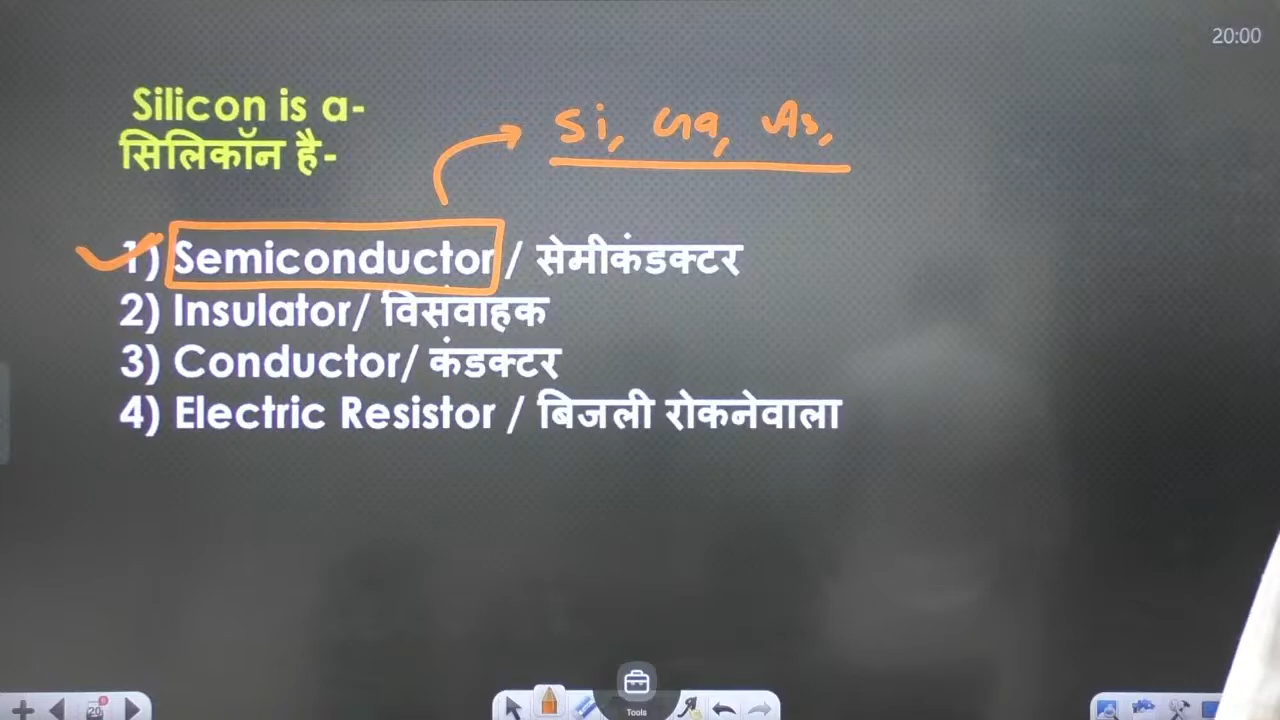 20:00
Silicon is a-
सिलिकॉन है-
Si, Ga, As,
1) Semiconductor / सेमीकंडक्टर
2) Insulator/ विसंवाहक
3) Conductor/ कंडक्टर
4) Electric Resistor / बिजली रोकनेवाला
Tools